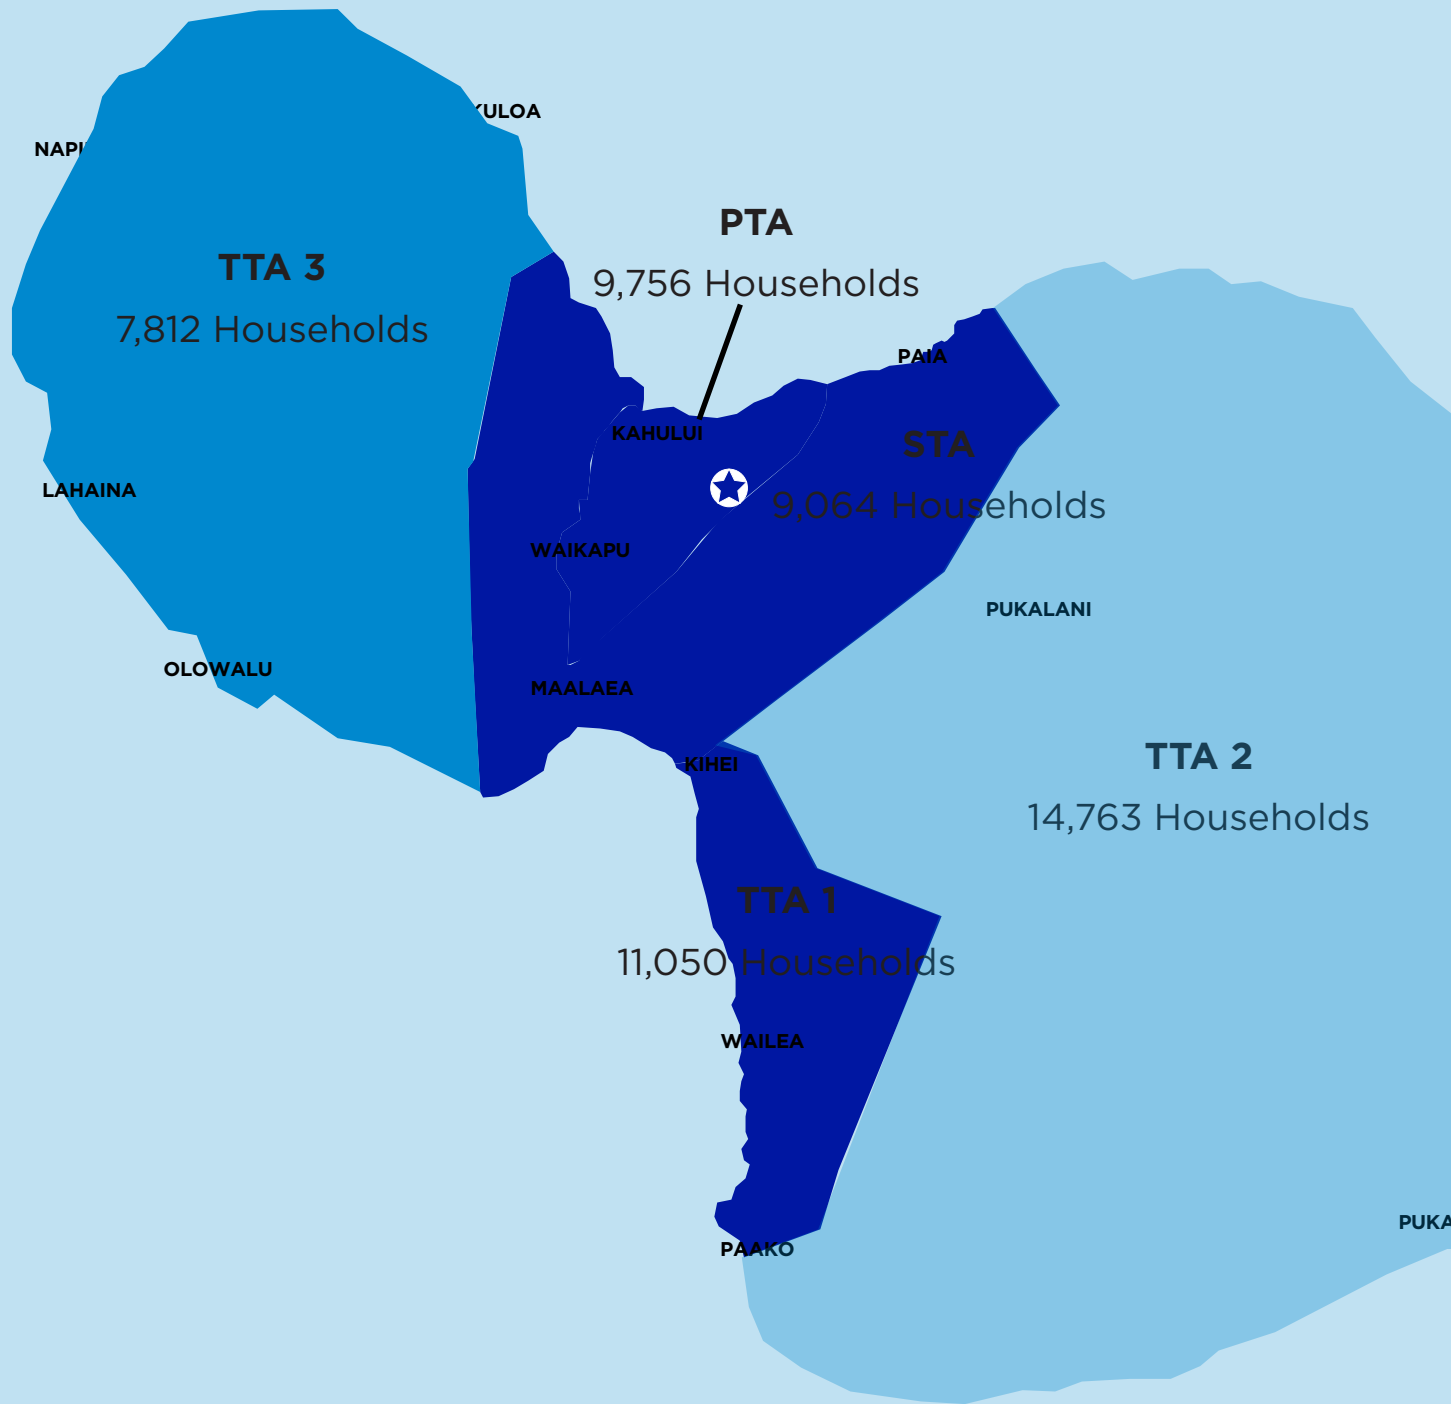 KULOA
NAPI
PTA
9,756 Households
TTA 3
7,812 Households
PAIA
KAHULUI
STA
9,064 Households
LAHAINA
WAIKAPU
PUKALANI
OLOWALU
MAALAEA
KIHEI
TTA 2
14,763 Households
TTA 1
11,050 Households
WAILEA
PUKA
PAAKO